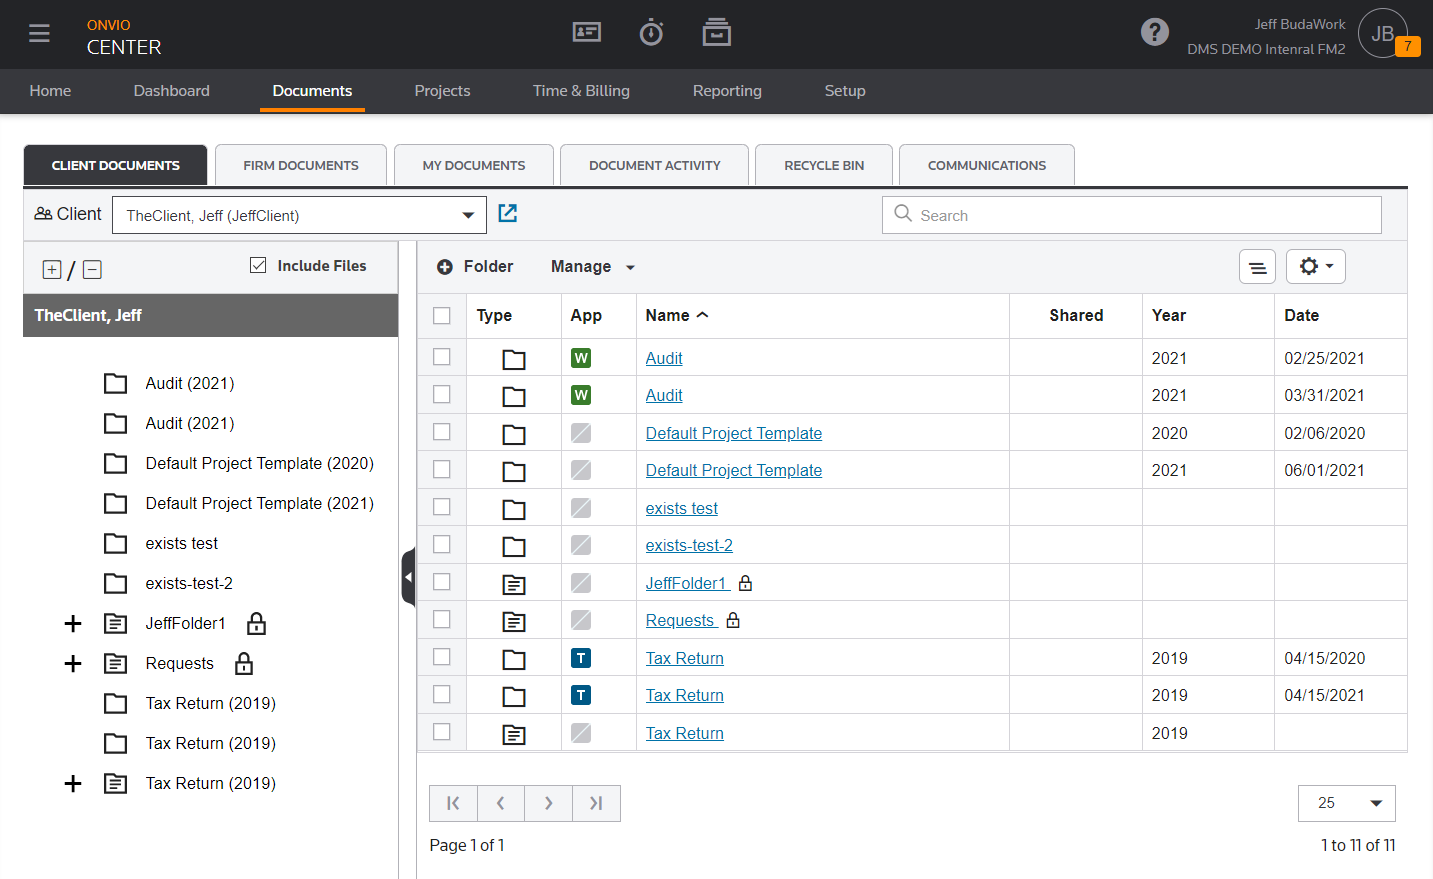 ONVIO
CENTER
Jeff BudaWork
DMS DEMO Intenral FM2
JB
7
Home Dashboard Documents Projects Time & Billing Reporting Setup
CLIENT DOCUMENTS FIRM DOCUMENTS MY DOCUMENTS DOCUMENT ACTIVITY RECYCLE BIN COMMUNICATIONS
Client TheClient, Jeff (JeffClient) Search
/ Include Files
TheClient, Jeff
Audit (2021)
Audit (2021)
Default Project Template (2020)
Default Project Template (2021)
exists test
exists-test-2
JeffFolder1
Requests
Tax Return (2019)
Tax Return (2019)
Tax Return (2019)
Folder Manage
Type App Name Shared Year Date
W Audit 2021 02/25/2021
W Audit 2021 03/31/2021
Default Project Template 2020 02/06/2020
Default Project Template 2021 06/01/2021
exists test
exists-test-2
JeffFolder1
Requests
T Tax Return 2019 04/15/2020
T Tax Return 2019 04/15/2021
Tax Return 2019
25
Page 1 of 1
1 to 11 of 11